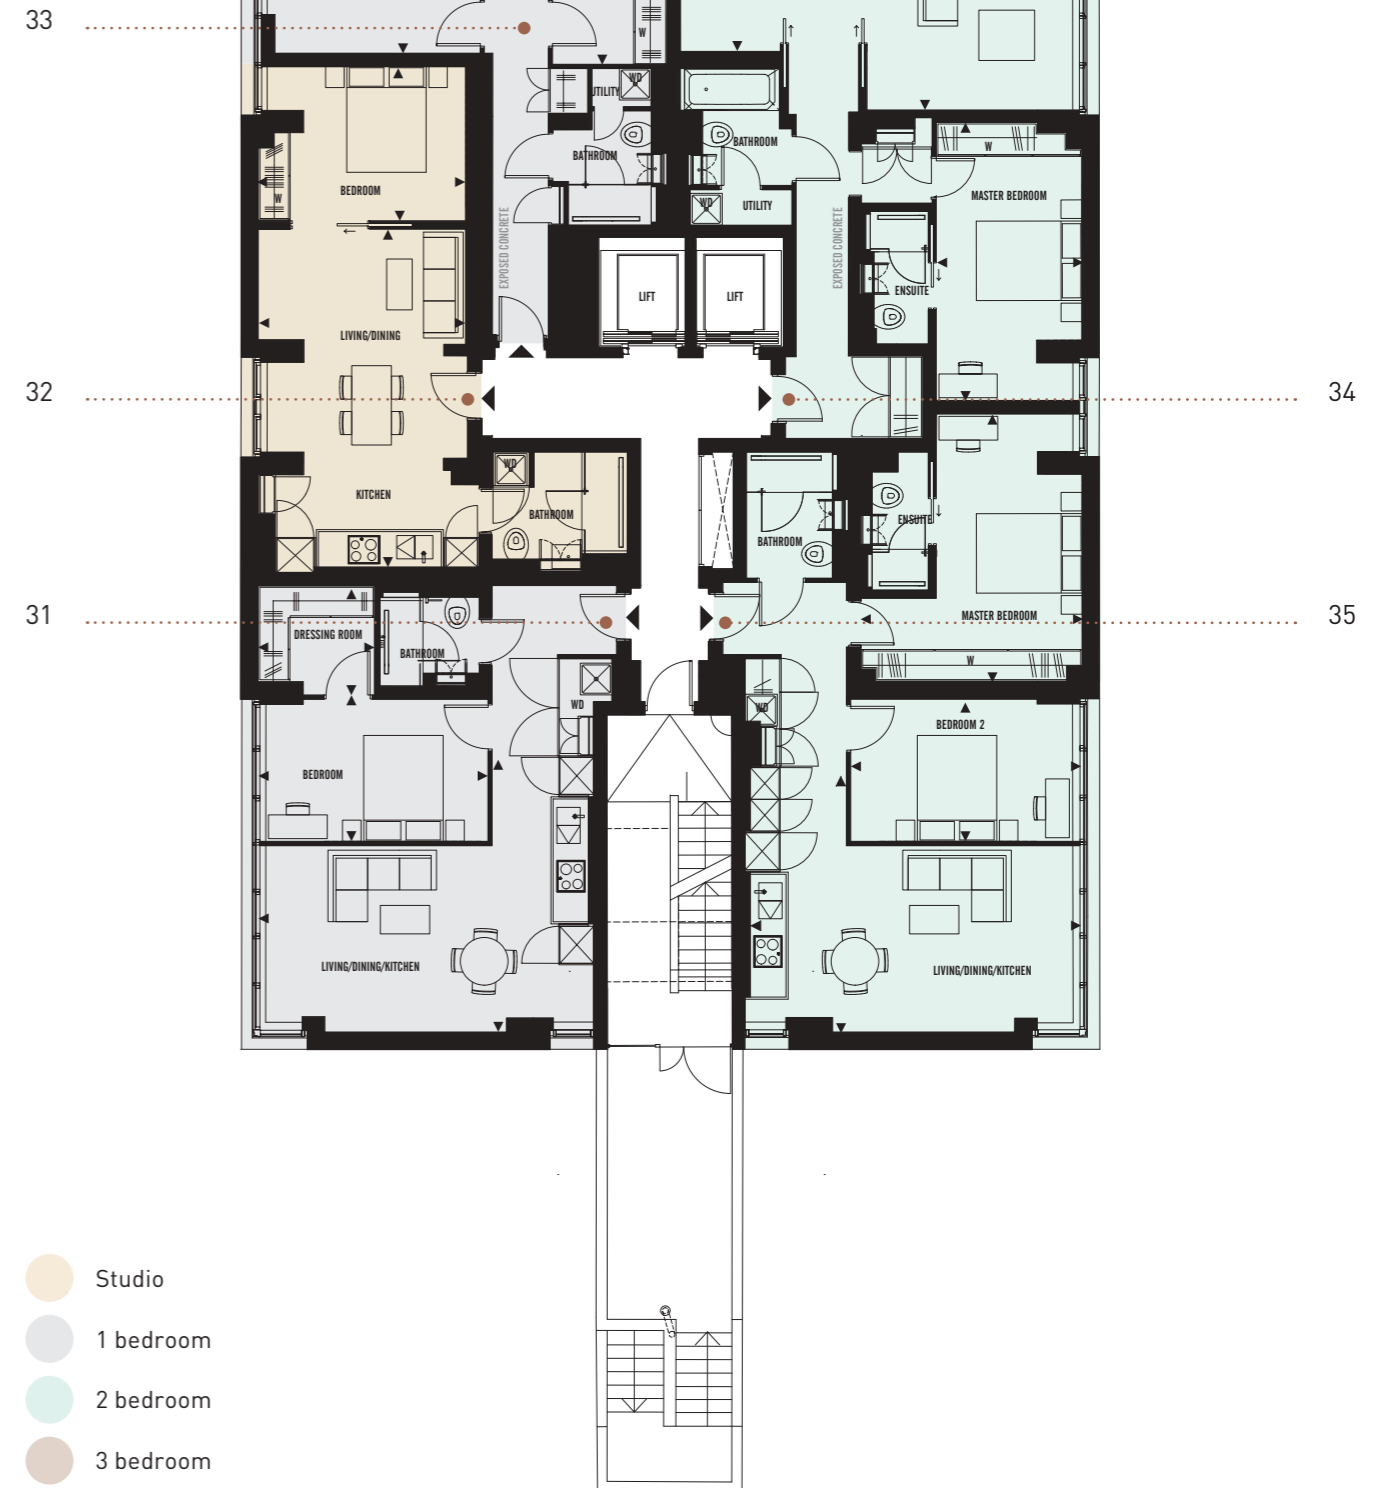 33
W
WD
UTILITY
BATHROOM
BATHROOM
W
MASTER BEDROOM
BEDROOM
W
WD
UTILITY
EXPOSED CONCRETE
EXPOSED CONCRETE
ENSUITE
LIFT
LIFT
LIVING/DINING
32
34
WD
KITCHEN
BATHROOM
BATHROOM
ENSUITE
31
35
DRESSING ROOM
BATHROOM
MASTER BEDROOM
W
WD
WD
BEDROOM 2
BEDROOM
LIVING/DINING/KITCHEN
LIVING/DINING/KITCHEN
Studio
1 bedroom
2 bedroom
3 bedroom